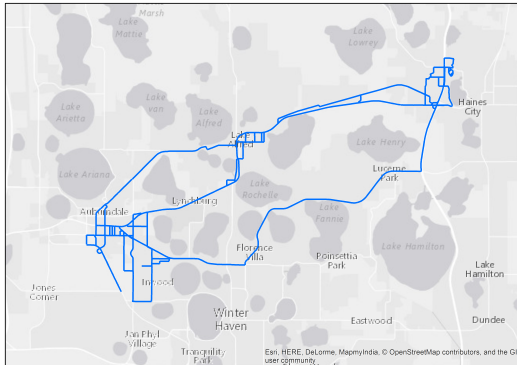 Marsh
Lake
Mattie
Lake
Lowrey
Lake
Arietta
Lake
van
Lake
Alfred
Haines
City
Lake
Alfred
Lake Henry
Lake Ariana
Lucerne
Park
Lynchburg
Lake
Rochelle
Auburndale
Lake
Fannie
Florence
Villa
Lake Hamilton
Poinsettia
Park
Lake
Hamilton
Jones
Corner
Inwood
Winter
Haven
Eastwood
Dundee
Jan Phyl
Village
Tranquility
Park
Esri, HERE, DeLorme, MapmyIndia, © OpenStreetMap contributors, and the GI
user community